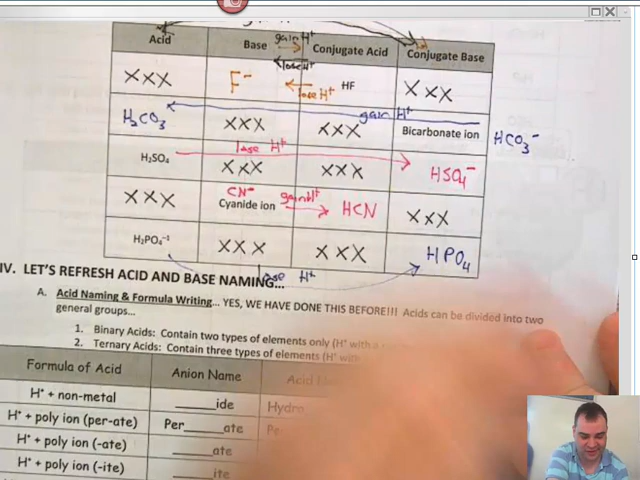 gain H⁺
Acid Base Conjugate Acid Conjugate Base
lose H⁺
XXX F⁻ lose H⁺ HF XXX
gain H⁺
H₂CO₃ XXX XXX Bicarbonate ion HCO₃⁻
lose H⁺
H₂SO₄ XXX XXX HSO₄⁻
CN⁻ gain H⁺
XXX Cyanide ion HCN XXX
H₂PO₄⁻¹ XXX XXX HPO₄
lose H⁺
IV. LET'S REFRESH ACID AND BASE NAMING...
A. Acid Naming & Formula Writing... YES, WE HAVE DONE THIS BEFORE!!! Acids can be divided into two
general groups...
1. Binary Acids: Contain two types of elements only (H⁺ with a
2. Ternary Acids: Contain three types of elements (H⁺ with
Formula of Acid Anion Name Acid
H⁺ + non-metal _____ide Hydro
H⁺ + poly ion (per-ate) Per_____ate Pe
H⁺ + poly ion (-ate) _____ate
H⁺ + poly ion (-ite) _____ite